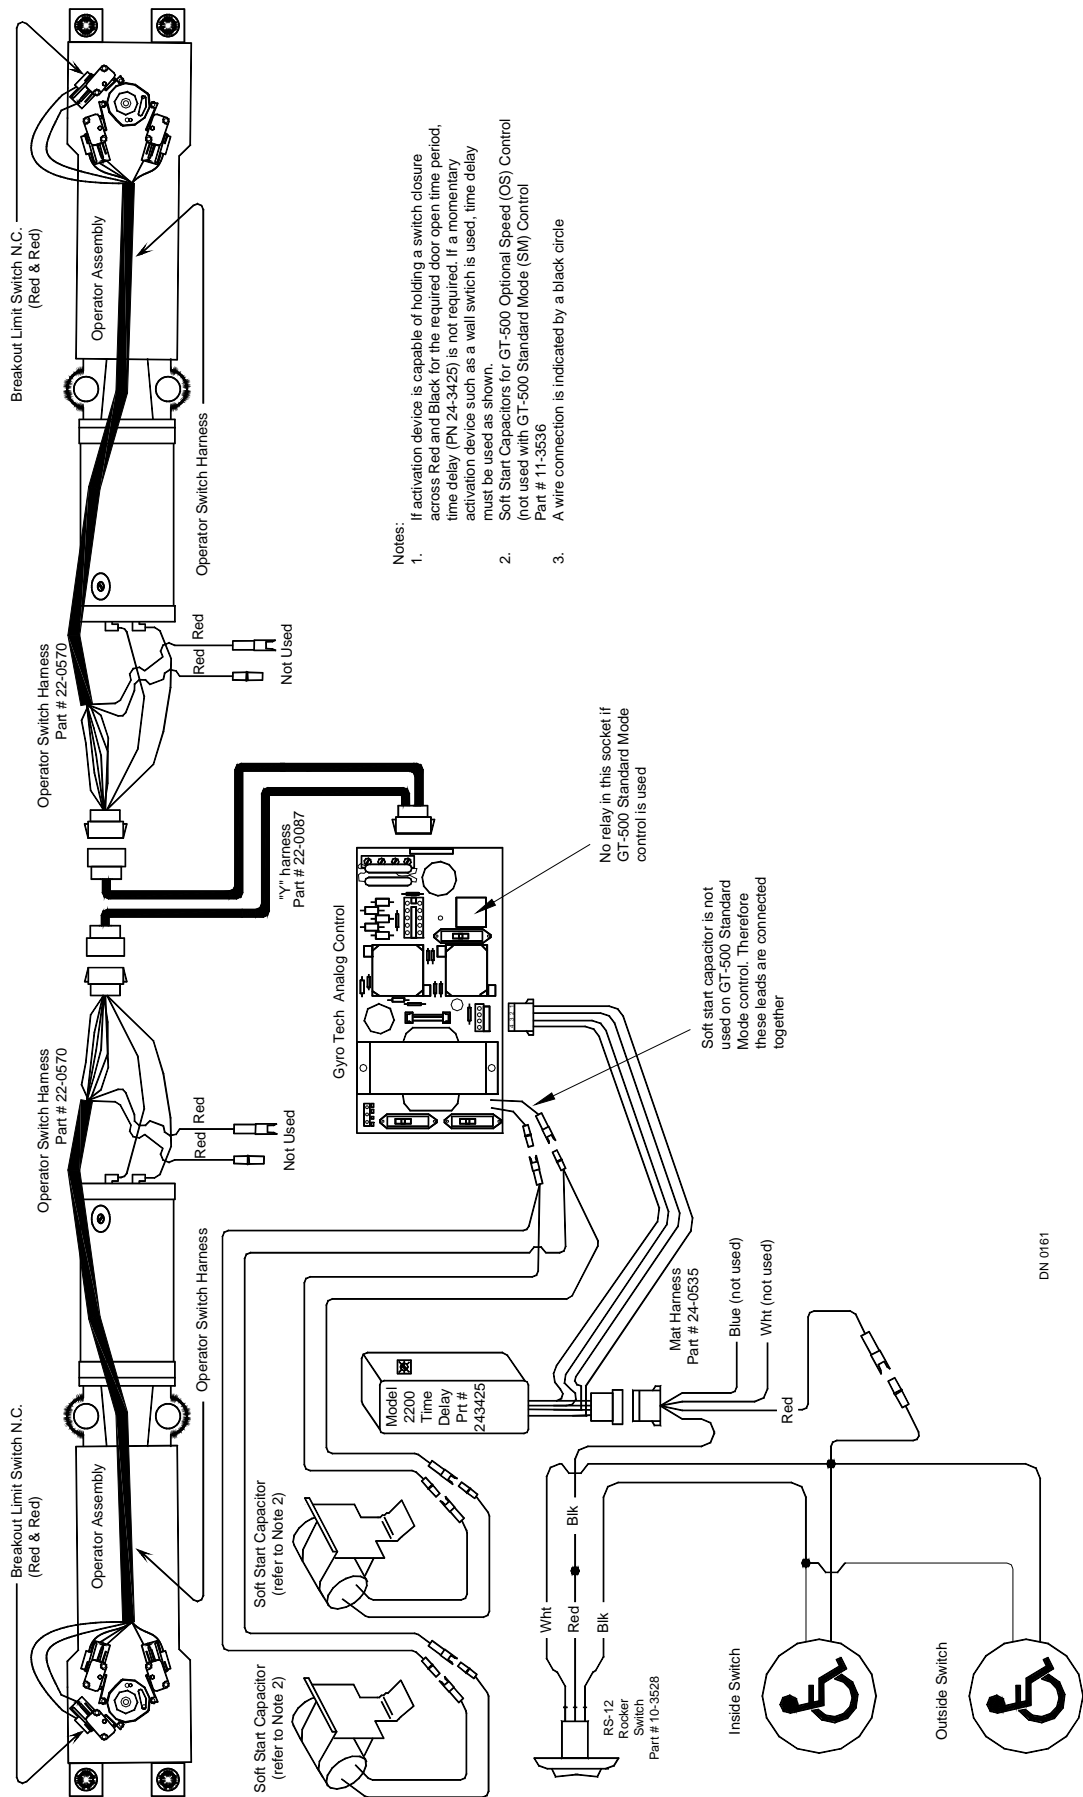 Breakout Limit Switch N.C.
(Red & Red)
Operator Assembly
Operator Switch Harness
Operator Switch Harness
Part # 22-0570
Red
Red
Not Used
Breakout Limit Switch N.C.
(Red & Red)
Operator Assembly
Operator Switch Harness
Operator Switch Harness
Part # 22-0570
Red
Red
Not Used
"Y" harness
Part # 22-0087
Gyro Tech Analog Control
No relay in this socket if
GT-500 Standard Mode
control is used
Soft start capacitor is not
used on GT-500 Standard
Mode control. Therefore
these leads are connected
together
Soft Start Capacitor
(refer to Note 2)
Soft Start Capacitor
(refer to Note 2)
Model
2200
Time
Delay
Prt #
243425
Mat Harness
Part # 24-0535
Blue (not used)
Wht (not used)
Red
Wht
Red
Blk
Blk
RS-12
Rocker
Switch
Part # 10-3528
Inside Switch
Outside Switch
Notes:
1. If activation device is capable of holding a switch closure
across Red and Black for the required door open time period,
time delay (PN 24-3425) is not required. If a momentary
activation device such as a wall swtich is used, time delay
must be used as shown.
2. Soft Start Capacitors for GT-500 Optional Speed (OS) Control
(not used with GT-500 Standard Mode (SM) Control
Part # 11-3536
3. A wire connection is indicated by a black circle
DN 0161